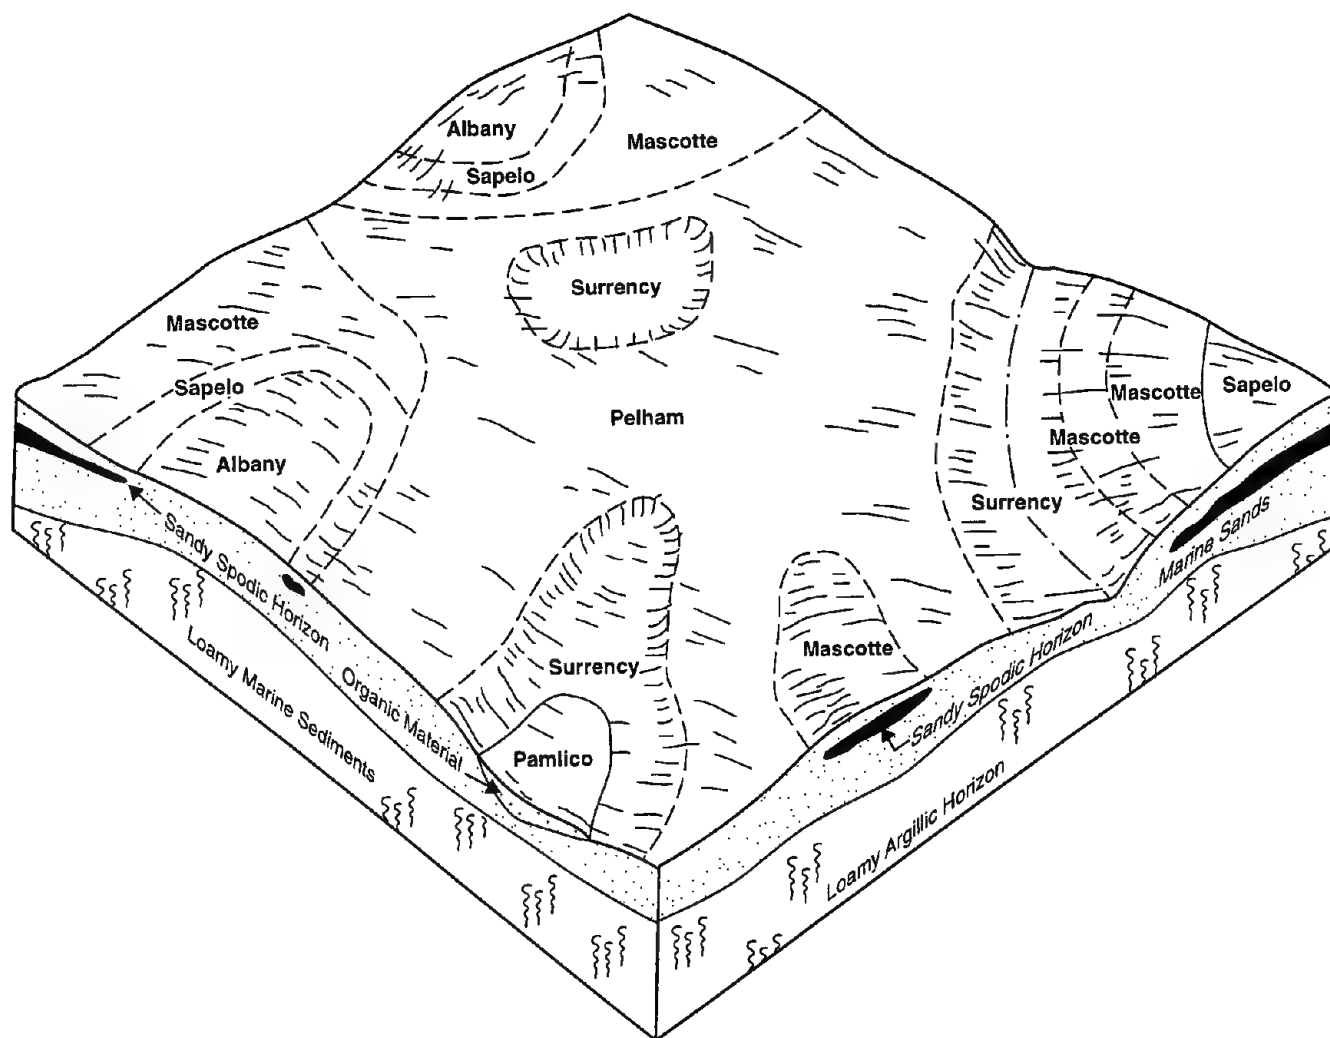 Albany
Mascotte
Sapelo
Surrency
Mascotte
Sapelo
Albany
Pelham
Mascotte
Sapelo
Mascotte
Surrency
Surrency
Mascotte
Pamlico
Sandy Spodic Horizon
Organic Material
Loamy Marine Sediments
Marine Sands
Sandy Spodic Horizon
Loamy Argillic Horizon